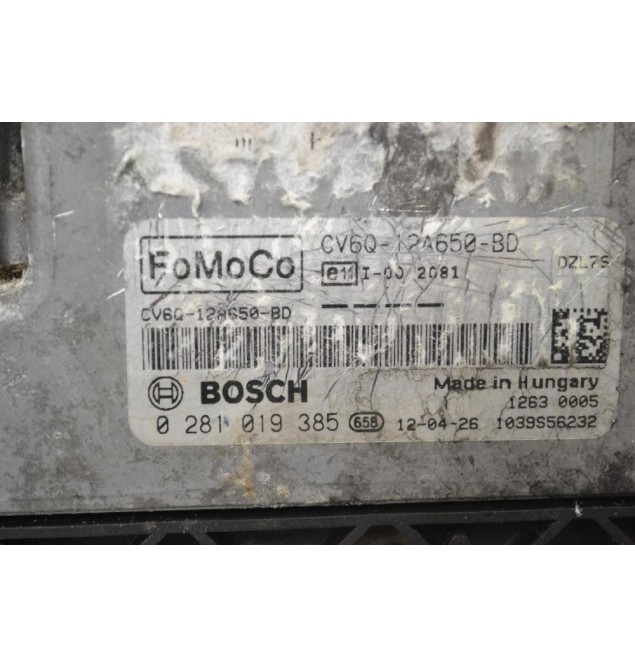 FoMoCo
CV6Q-12A650-BD
e11 I-00 2081
DZL7S
CV6Q-12A650-BD
BOSCH
Made in Hungary
1263 0005
0 281 019 385 658 12-04-26 1039S56232